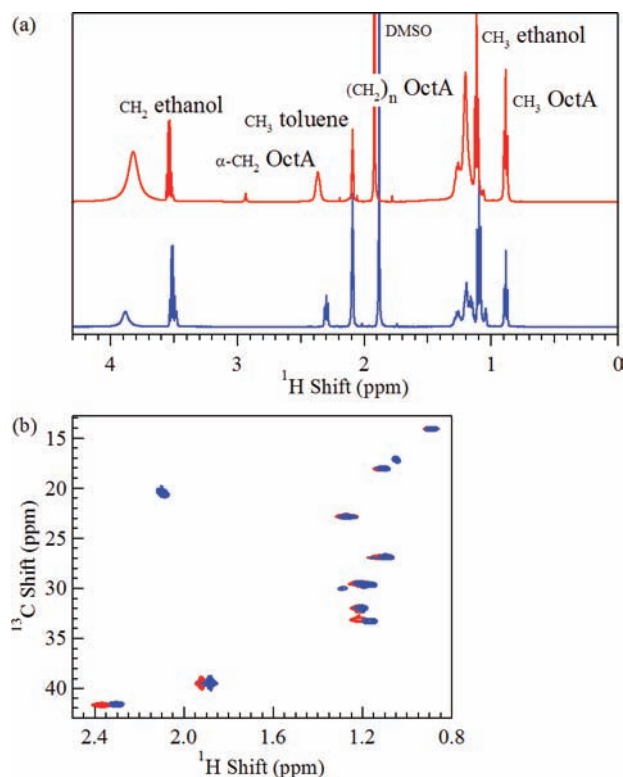 (a)
DMSO
CH3 ethanol
(CH2)n OctA
CH3 OctA
CH2 ethanol
CH3 toluene
α-CH2 OctA
4 3 2 1 0
1H Shift (ppm)
(b)
15
20
25
30
35
40
13C Shift (ppm)
2.4 2.0 1.6 1.2 0.8
1H Shift (ppm)